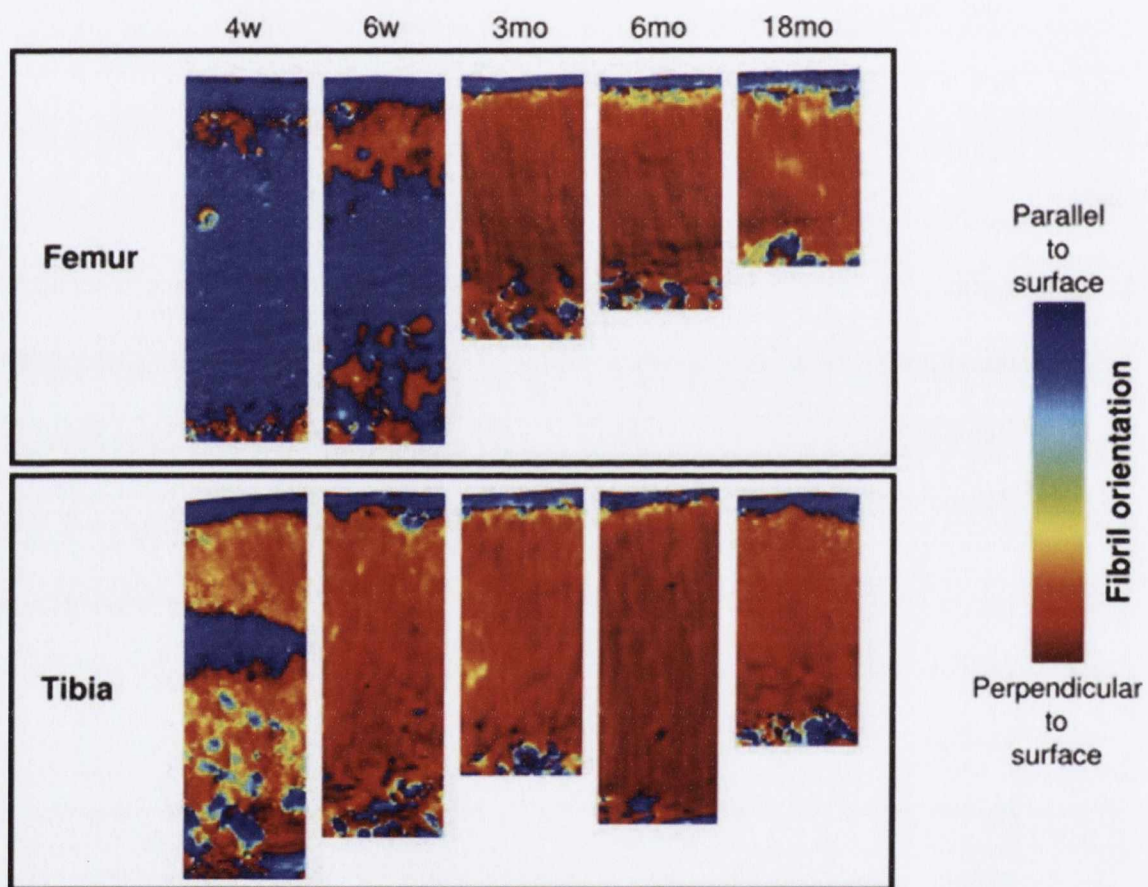 4w 6w 3mo 6mo 18mo
Femur
Tibia
Parallel
to
surface
Fibril orientation
Perpendicular
to
surface